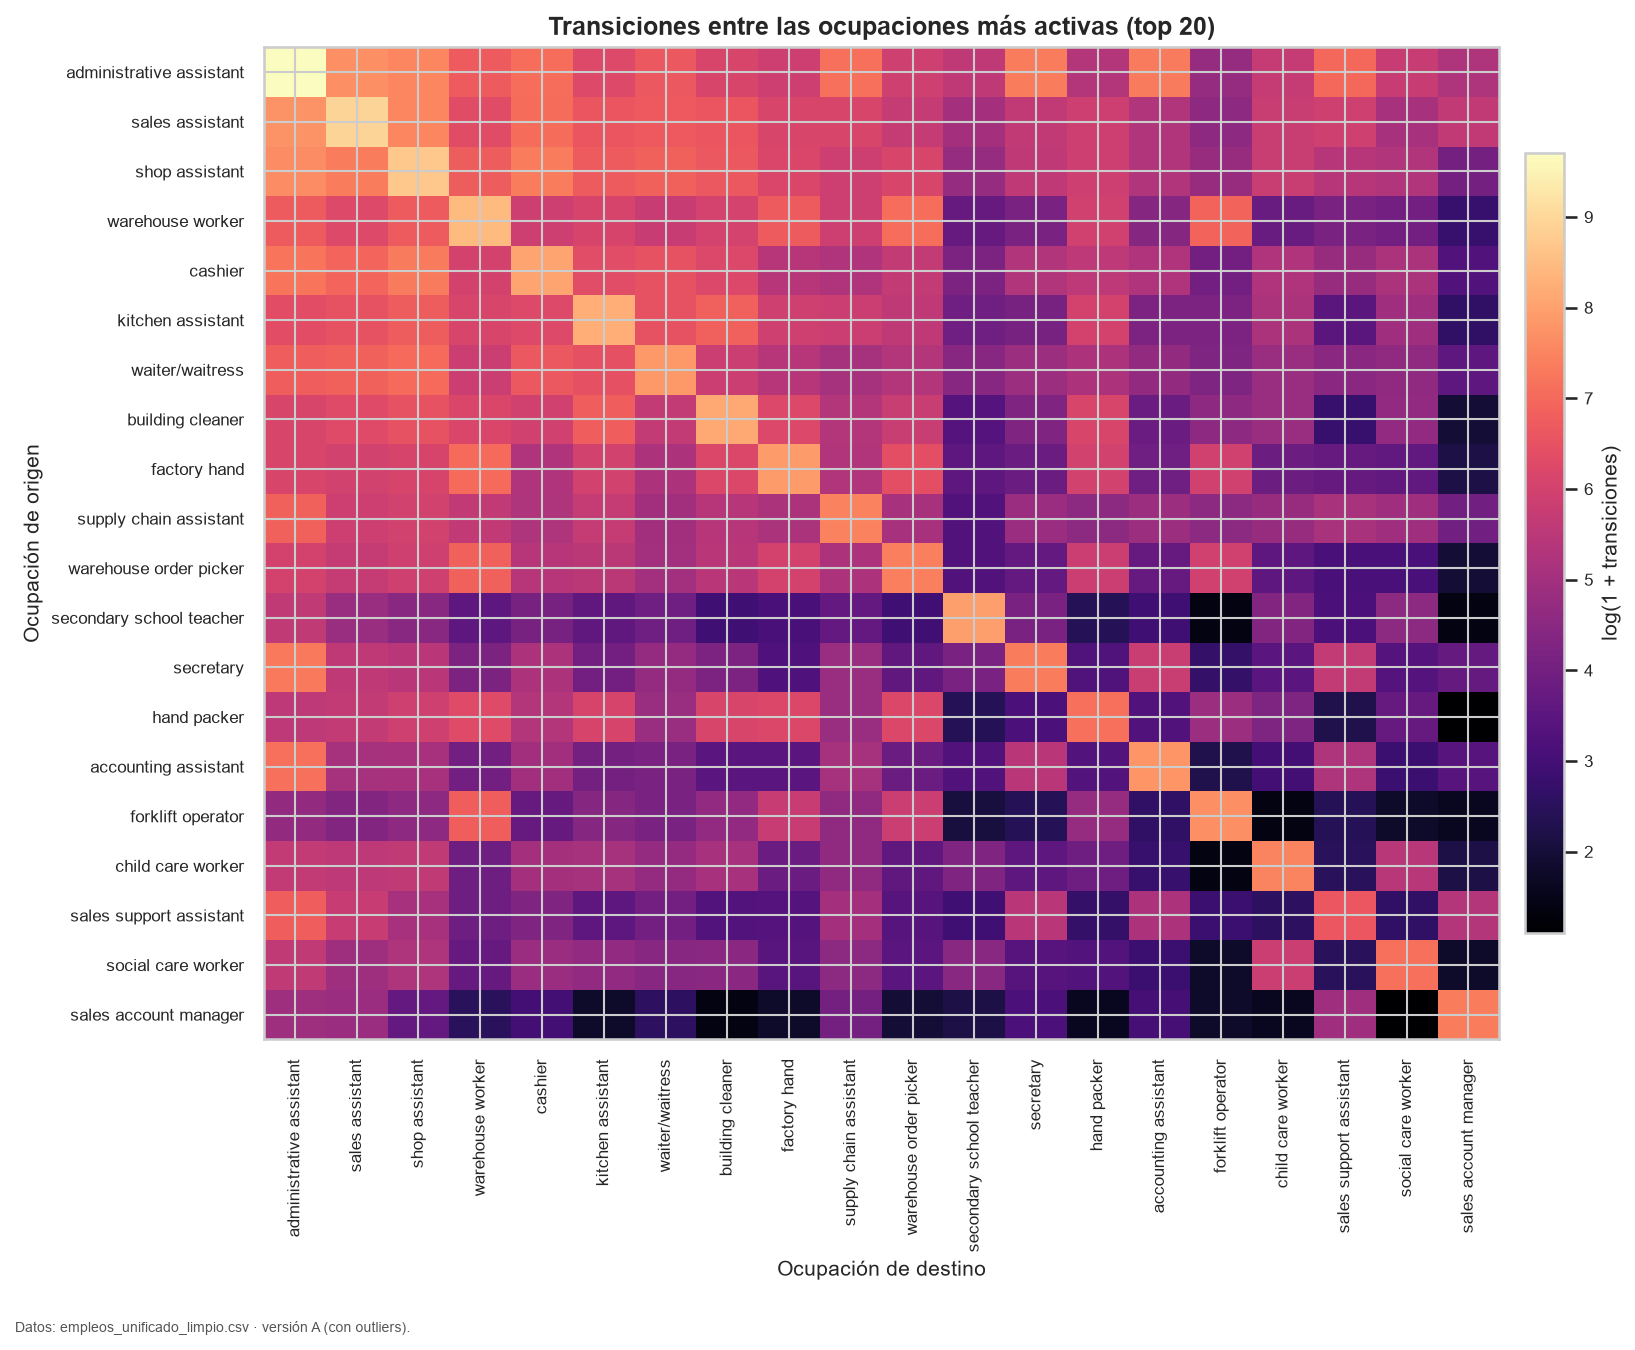 Transiciones entre las ocupaciones más activas (top 20)
Ocupación de origen
administrative assistant
sales assistant
shop assistant
warehouse worker
cashier
kitchen assistant
waiter/waitress
building cleaner
factory hand
supply chain assistant
warehouse order picker
secondary school teacher
secretary
hand packer
accounting assistant
forklift operator
child care worker
sales support assistant
social care worker
sales account manager
administrative assistant
sales assistant
shop assistant
warehouse worker
cashier
kitchen assistant
waiter/waitress
building cleaner
factory hand
supply chain assistant
warehouse order picker
secondary school teacher
secretary
hand packer
accounting assistant
forklift operator
child care worker
sales support assistant
social care worker
sales account manager
Ocupación de destino
9
8
7
6
5
4
3
2
log(1 + transiciones)
Datos: empleos_unificado_limpio.csv · versión A (con outliers).